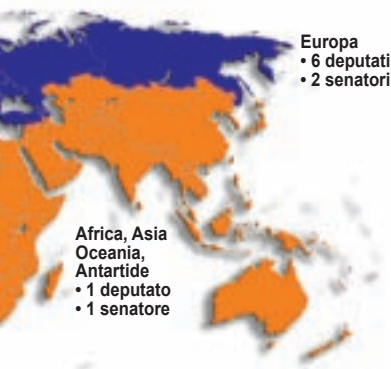 Europa
• 6 deputati
• 2 senatori
Africa, Asia
Oceania,
Antartide
• 1 deputato
• 1 senatore